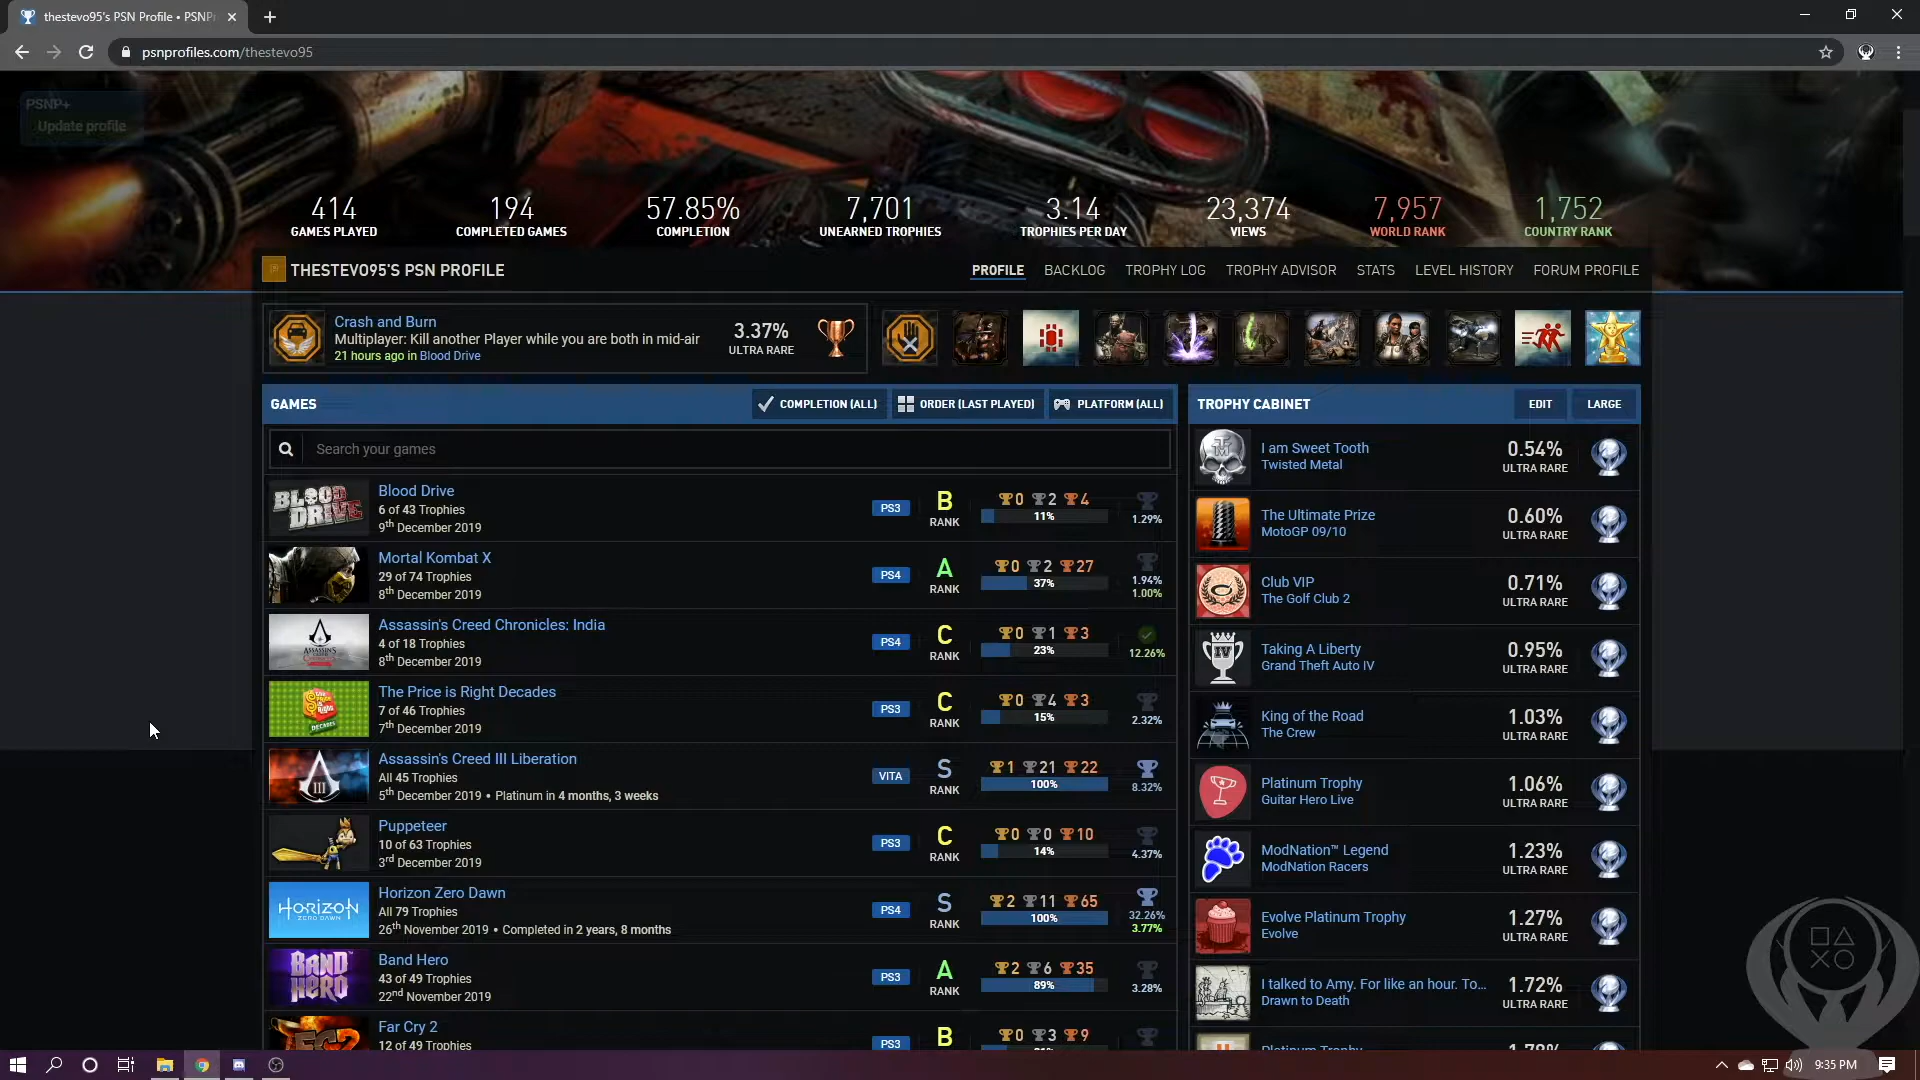 thestevo95's PSN Profile • PSNP
psnprofiles.com/thestevo95
PSNP+
Update profile
414
GAMES PLAYED
194
COMPLETED GAMES
57.85%
COMPLETION
7,701
UNEARNED TROPHIES
3.14
TROPHIES PER DAY
23,374
VIEWS
7,957
WORLD RANK
1,752
COUNTRY RANK
THESTEVO95'S PSN PROFILE
PROFILE BACKLOG TROPHY LOG TROPHY ADVISOR STATS LEVEL HISTORY FORUM PROFILE
Crash and Burn
Multiplayer: Kill another Player while you are both in mid-air
21 hours ago in Blood Drive
3.37%
ULTRA RARE
GAMES
COMPLETION (ALL) ORDER (LAST PLAYED) PLATFORM (ALL)
Search your games
BLOOD DRIVE
Blood Drive
6 of 43 Trophies
9th December 2019
PS3
B
RANK
0 2 4
11%
1.29%
Mortal Kombat X
29 of 74 Trophies
8th December 2019
PS4
A
RANK
0 2 27
37%
1.94%
1.00%
Assassin's Creed Chronicles: India
4 of 18 Trophies
8th December 2019
PS4
C
RANK
0 1 3
23%
12.26%
The Price is Right Decades
7 of 46 Trophies
7th December 2019
PS3
C
RANK
0 4 3
15%
2.32%
III
Assassin's Creed III Liberation
All 45 Trophies
5th December 2019 • Platinum in 4 months, 3 weeks
VITA
S
RANK
1 21 22
100%
8.32%
Puppeteer
10 of 63 Trophies
3rd December 2019
PS3
C
RANK
0 0 10
14%
4.37%
HORIZON
ZERO DAWN
Horizon Zero Dawn
All 79 Trophies
26th November 2019 • Completed in 2 years, 8 months
PS4
S
RANK
2 11 65
100%
32.26%
3.77%
BAND
HERO
Band Hero
43 of 49 Trophies
22nd November 2019
PS3
A
RANK
2 6 35
89%
3.28%
Far Cry 2
12 of 49 Trophies
PS3
B
0 3 9
TROPHY CABINET
EDIT LARGE
I am Sweet Tooth
Twisted Metal
0.54%
ULTRA RARE
The Ultimate Prize
MotoGP 09/10
0.60%
ULTRA RARE
Club VIP
The Golf Club 2
0.71%
ULTRA RARE
IV
Taking A Liberty
Grand Theft Auto IV
0.95%
ULTRA RARE
King of the Road
The Crew
1.03%
ULTRA RARE
Platinum Trophy
Guitar Hero Live
1.06%
ULTRA RARE
ModNation™ Legend
ModNation Racers
1.23%
ULTRA RARE
Evolve Platinum Trophy
Evolve
1.27%
ULTRA RARE
I talked to Amy. For like an hour. To...
Drawn to Death
1.72%
ULTRA RARE
Platinum Trophy
1.78%
9:35 PM